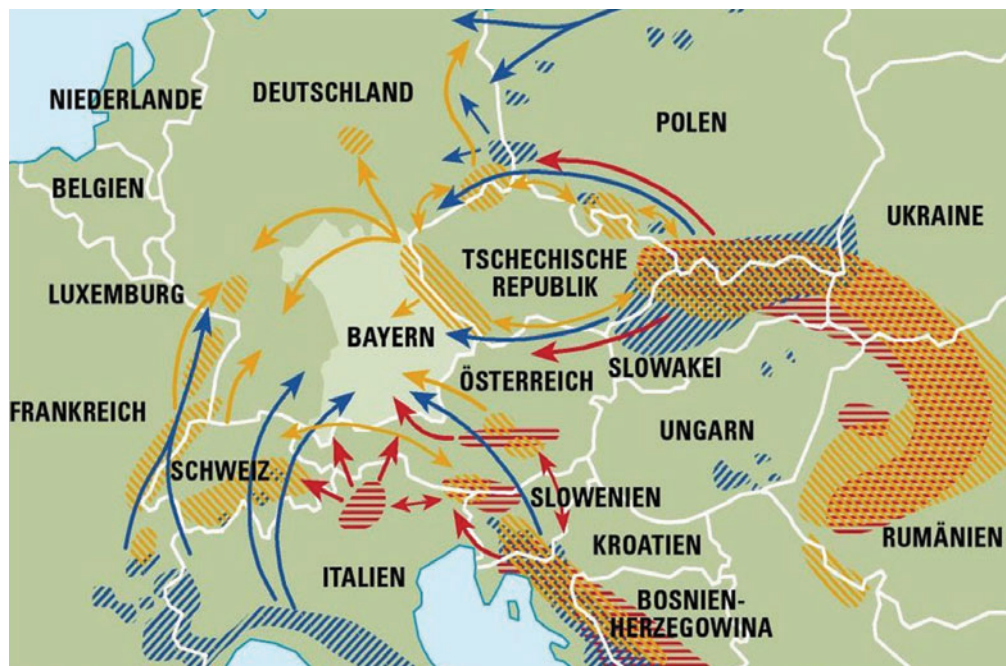 NIEDERLANDE
DEUTSCHLAND
POLEN
BELGIEN
UKRAINE
TSCHECHISCHE
REPUBLIK
LUXEMBURG
BAYERN
SLOWAKEI
ÖSTERREICH
FRANKREICH
UNGARN
SCHWEIZ
SLOWENIEN
KROATIEN
RUMÄNIEN
ITALIEN
BOSNIEN-
HERZEGOWINA